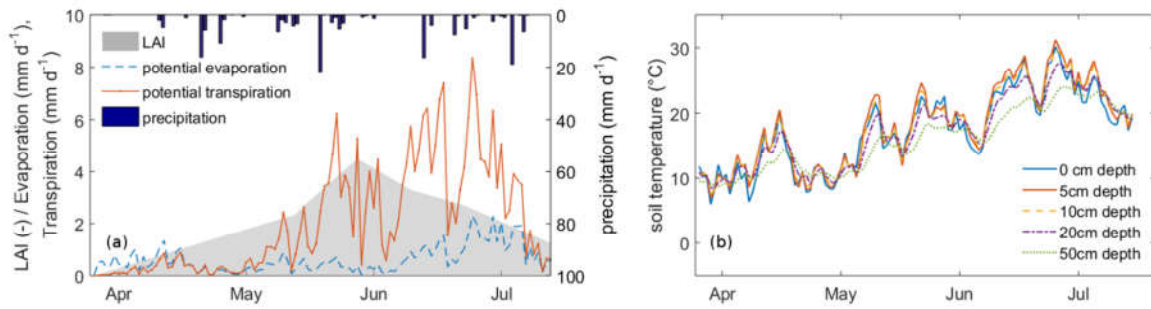 LAI (-) / Evaporation (mm d⁻¹),
Transpiration (mm d⁻¹)
10
8
6
4
2
0
LAI
potential evaporation
potential transpiration
precipitation
(a)
Apr
May
Jun
Jul
0
20
40
60
80
100
precipitation (mm d⁻¹)
soil temperature (°C)
30
20
10
0
(b)
0 cm depth
5cm depth
10cm depth
20cm depth
50cm depth
Apr
May
Jun
Jul